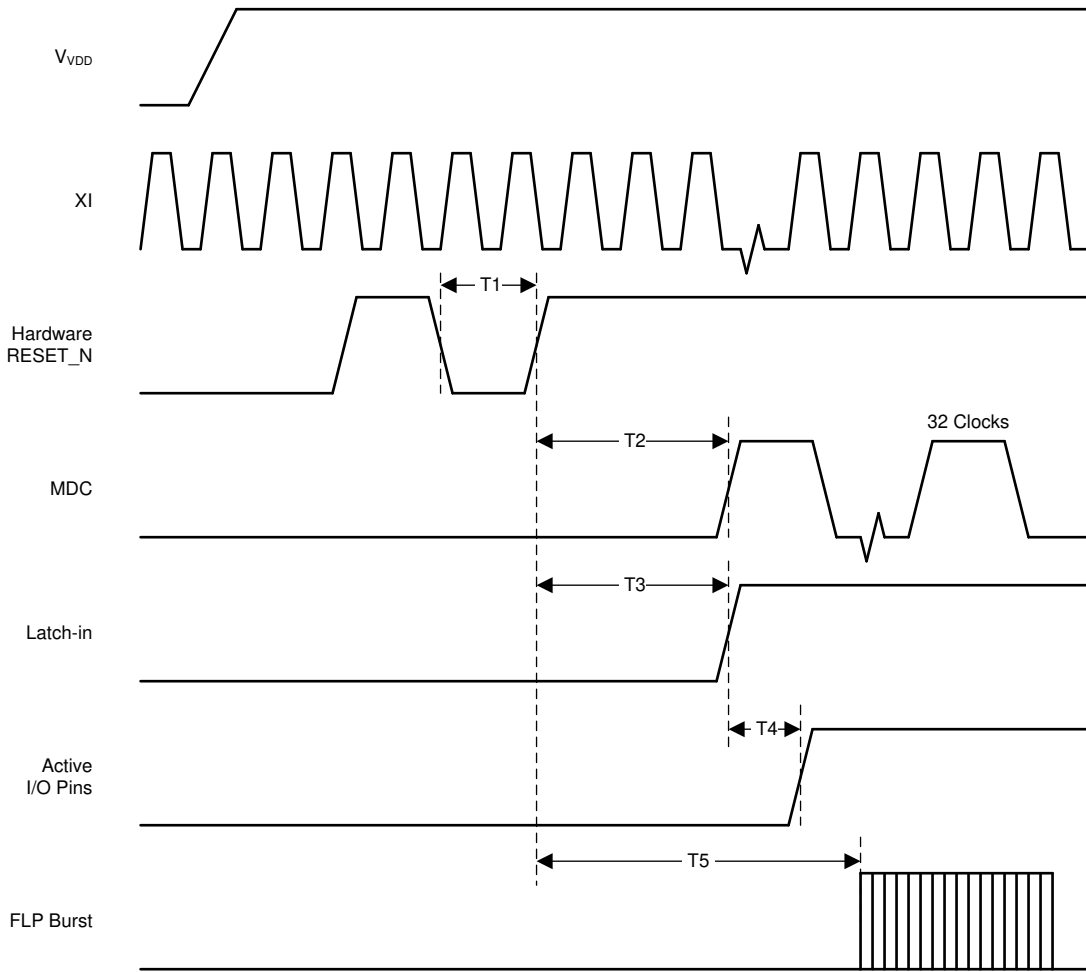 VVDD
XI
T1
Hardware
RESET_N
32 Clocks
T2
MDC
T3
Latch-in
T4
Active
I/O Pins
T5
FLP Burst